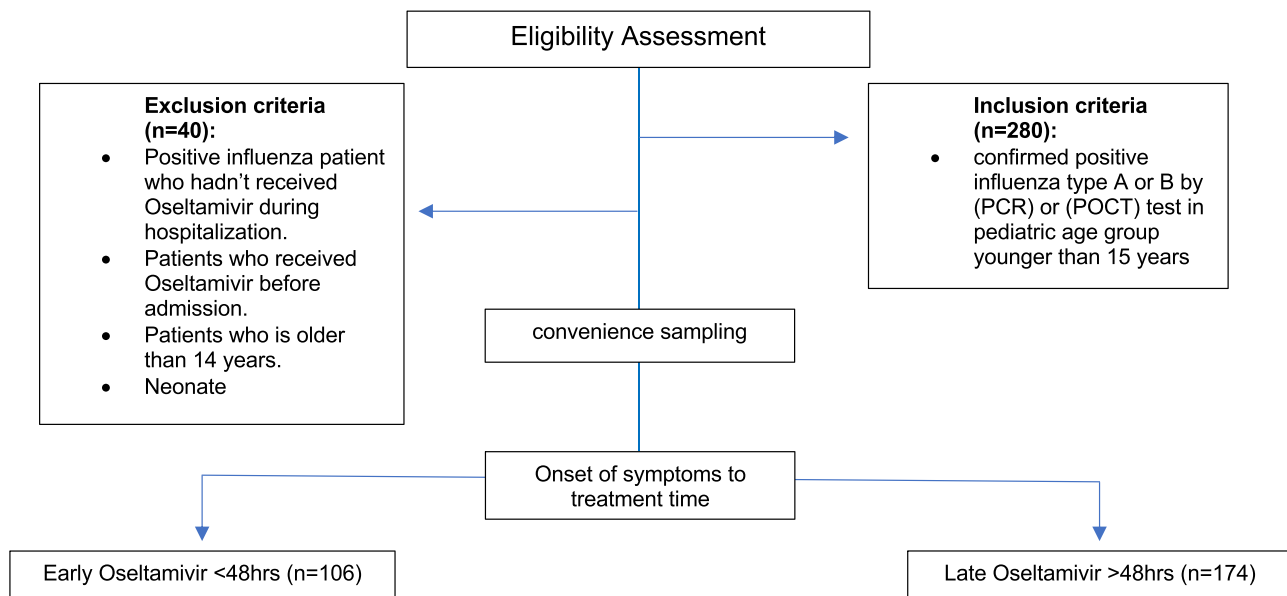 Eligibility Assessment
Exclusion criteria
(n=40):
• Positive influenza patient
who hadn’t received
Oseltamivir during
hospitalization.
• Patients who received
Oseltamivir before
admission.
• Patients who is older
than 14 years.
• Neonate
Inclusion criteria
(n=280):
• confirmed positive
influenza type A or B by
(PCR) or (POCT) test in
pediatric age group
younger than 15 years
convenience sampling
Onset of symptoms to
treatment time
Early Oseltamivir <48hrs (n=106)
Late Oseltamivir >48hrs (n=174)